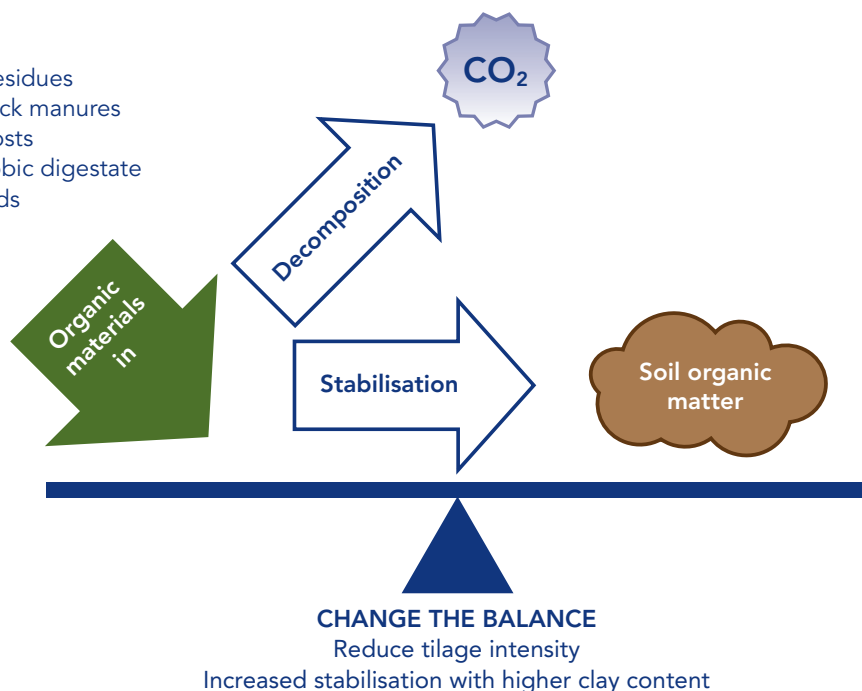 CO₂
esidues
ck manures
osts
obic digestate
ds
Decomposition
Organic
materials
in
Stabilisation
Soil organic
matter
CHANGE THE BALANCE
Reduce tilage intensity
Increased stabilisation with higher clay content